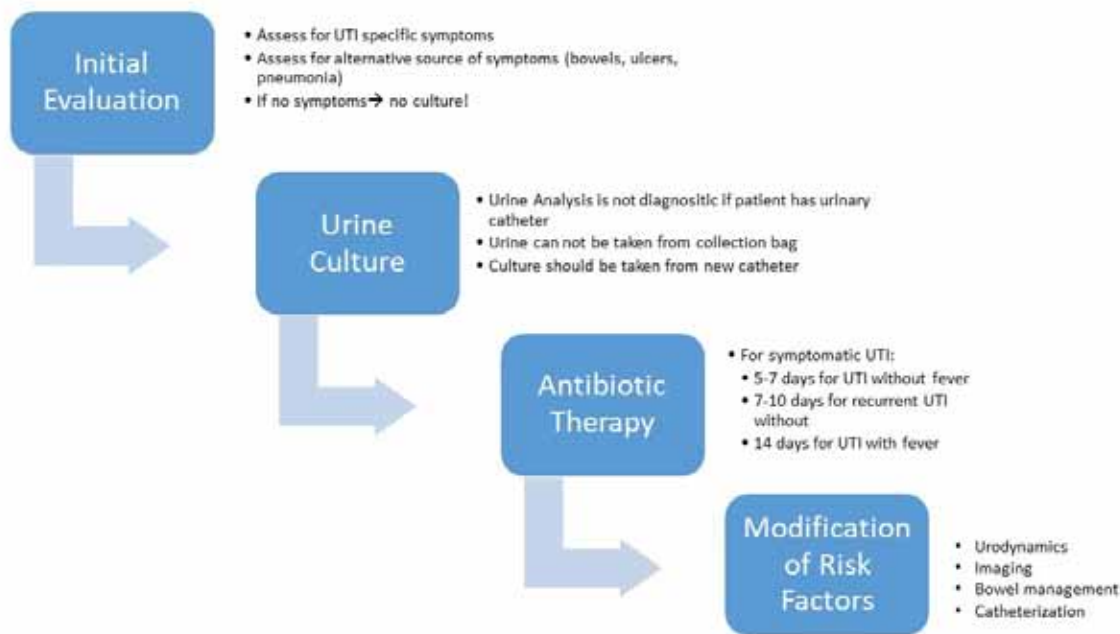 Initial
Evaluation
• Assess for UTI specific symptoms
• Assess for alternative source of symptoms (bowels, ulcers,
pneumonia)
• If no symptoms→ no culture!
Urine
Culture
• Urine Analysis is not diagnositic if patient has urinary
catheter
• Urine can not be taken from collection bag
• Culture should be taken from new catheter
Antibiotic
Therapy
• For symptomatic UTI:
• 5-7 days for UTI without fever
• 7-10 days for recurrent UTI
without
• 14 days for UTI with fever
Modification
of Risk
Factors
• Urodynamics
• Imaging
• Bowel management
• Catheterization